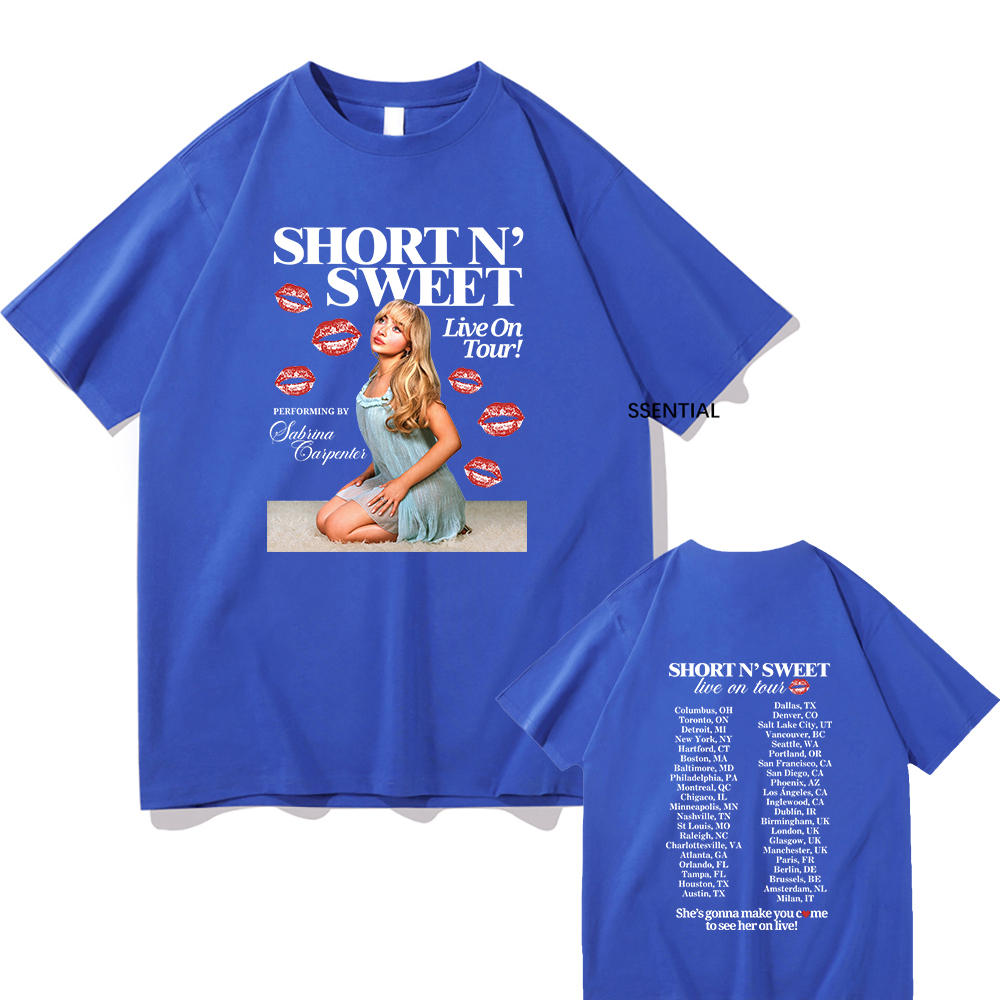 SHORT N'
SWEET
Live On
Tour!
PERFORMING BY
Sabrina
Carpenter
SSENTIAL
SHORT N' SWEET
live on tour
Columbus, OH
Toronto, ON
Detroit, MI
New York, NY
Hartford, CT
Boston, MA
Baltimore, MD
Philadelphia, PA
Montreal, QC
Chigaco, IL
Minneapolis, MN
Nashville, TN
St Louis, MO
Raleigh, NC
Charlottesville, VA
Atlanta, GA
Orlando, FL
Tampa, FL
Houston, TX
Austin, TX
Dallas, TX
Denver, CO
Salt Lake City, UT
Vancouver, BC
Seattle, WA
Portland, OR
San Francisco, CA
San Diego, CA
Phoenix, AZ
Los Ángeles, CA
Inglewood, CA
Dublín, IR
Birmingham, UK
London, UK
Glasgow, UK
Manchester, UK
Paris, FR
Berlin, DE
Brussels, BE
Amsterdam, NL
Milan, IT
She's gonna make you c♥me
to see her on live!